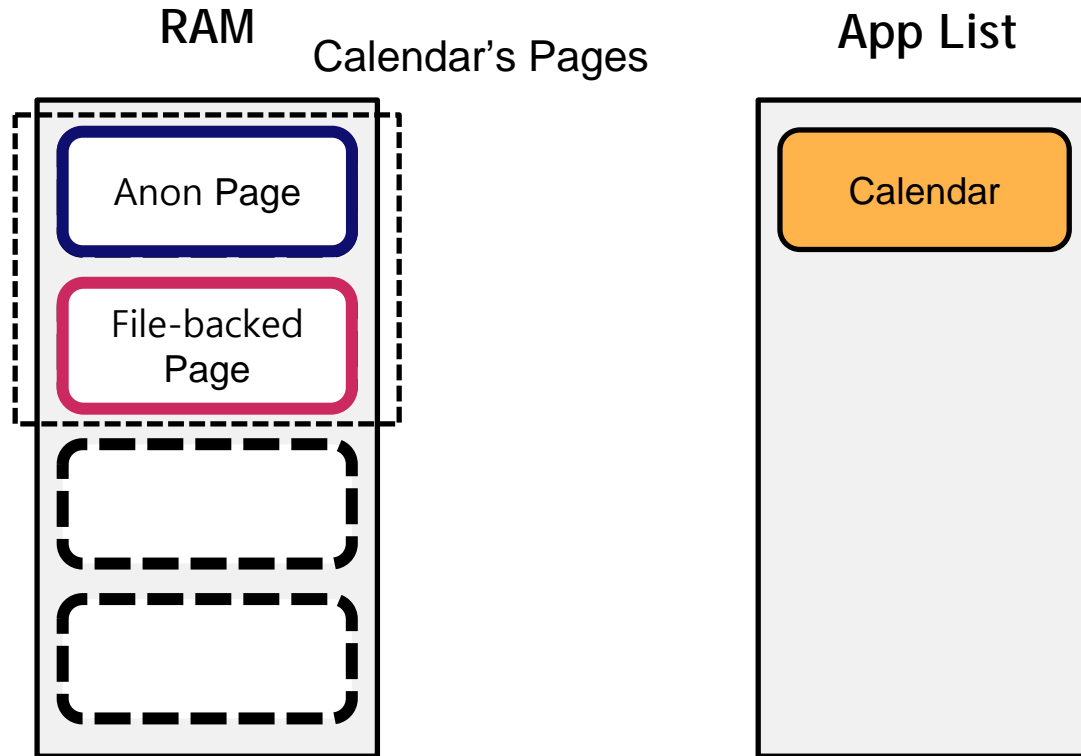 RAM
Calendar’s Pages
App List
Anon Page
File-backed
Page
Calendar